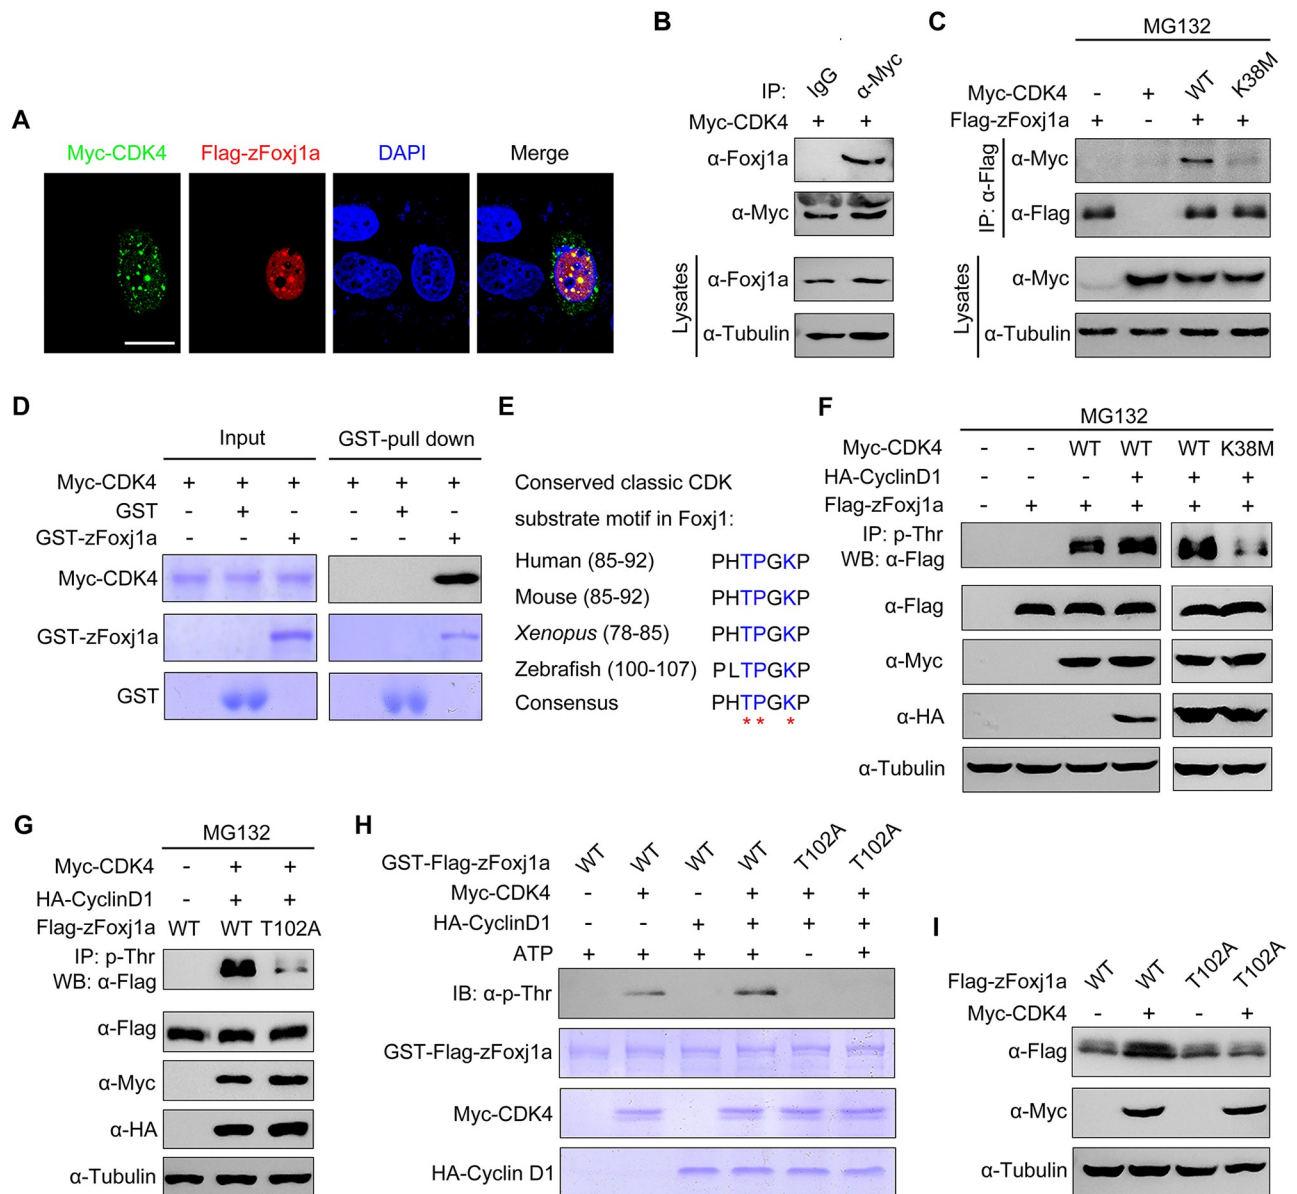 A
Myc-CDK4 Flag-zFoxj1a DAPI Merge
B
IP: IgG α-Myc
Myc-CDK4 + +
α-Foxj1a
α-Myc
Lysates
α-Foxj1a
α-Tubulin
C
MG132
Myc-CDK4 - + WT K38M
Flag-zFoxj1a + - + +
IP: α-Flag
α-Myc
α-Flag
Lysates
α-Myc
α-Tubulin
D
Input GST-pull down
Myc-CDK4 + + + + + +
GST - + - - + -
GST-zFoxj1a - - + - - +
Myc-CDK4
GST-zFoxj1a
GST
E
Conserved classic CDK
substrate motif in Foxj1:
Human (85-92) PHTPGKP
Mouse (85-92) PHTPGKP
Xenopus (78-85) PHTPGKP
Zebrafish (100-107) PLTPGKP
Consensus PHTPGKP
* * *
F
MG132
Myc-CDK4 - - WT WT WT K38M
HA-CyclinD1 - - - + + +
Flag-zFoxj1a - + + + + +
IP: p-Thr
WB: α-Flag
α-Flag
α-Myc
α-HA
α-Tubulin
G
MG132
Myc-CDK4 - + +
HA-CyclinD1 - + +
Flag-zFoxj1a WT WT T102A
IP: p-Thr
WB: α-Flag
α-Flag
α-Myc
α-HA
α-Tubulin
H
GST-Flag-zFoxj1a WT WT WT WT T102A T102A
Myc-CDK4 - + - + + +
HA-CyclinD1 - - + + + +
ATP + + + + - +
IB: α-p-Thr
GST-Flag-zFoxj1a
Myc-CDK4
HA-Cyclin D1
I
Flag-zFoxj1a WT WT T102A T102A
Myc-CDK4 - + - +
α-Flag
α-Myc
α-Tubulin